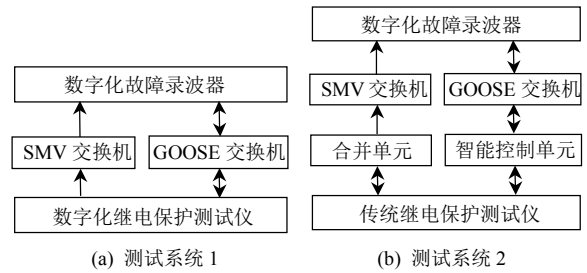 数字化故障录波器
SMV 交换机
GOOSE 交换机
数字化继电保护测试仪
(a) 测试系统 1
数字化故障录波器
SMV 交换机
GOOSE 交换机
合并单元
智能控制单元
传统继电保护测试仪
(b) 测试系统 2